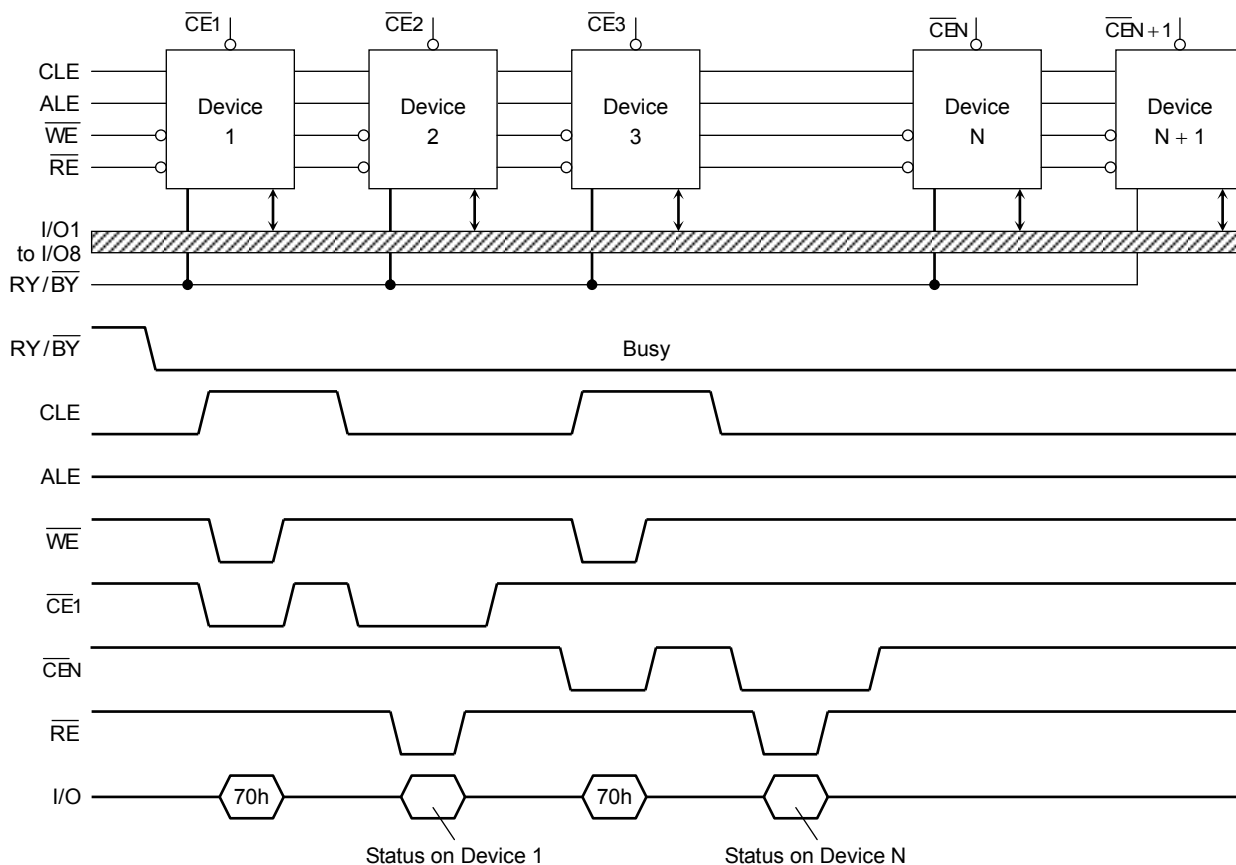 CE1 CE2 CE3 CEN CEN + 1
CLE
ALE
WE
RE
Device 1
Device 2
Device 3
Device N
Device N + 1
I/O1 to I/O8
RY/BY
RY/BY
Busy
CLE
ALE
WE
CE1
CEN
RE
I/O
70h
70h
Status on Device 1
Status on Device N